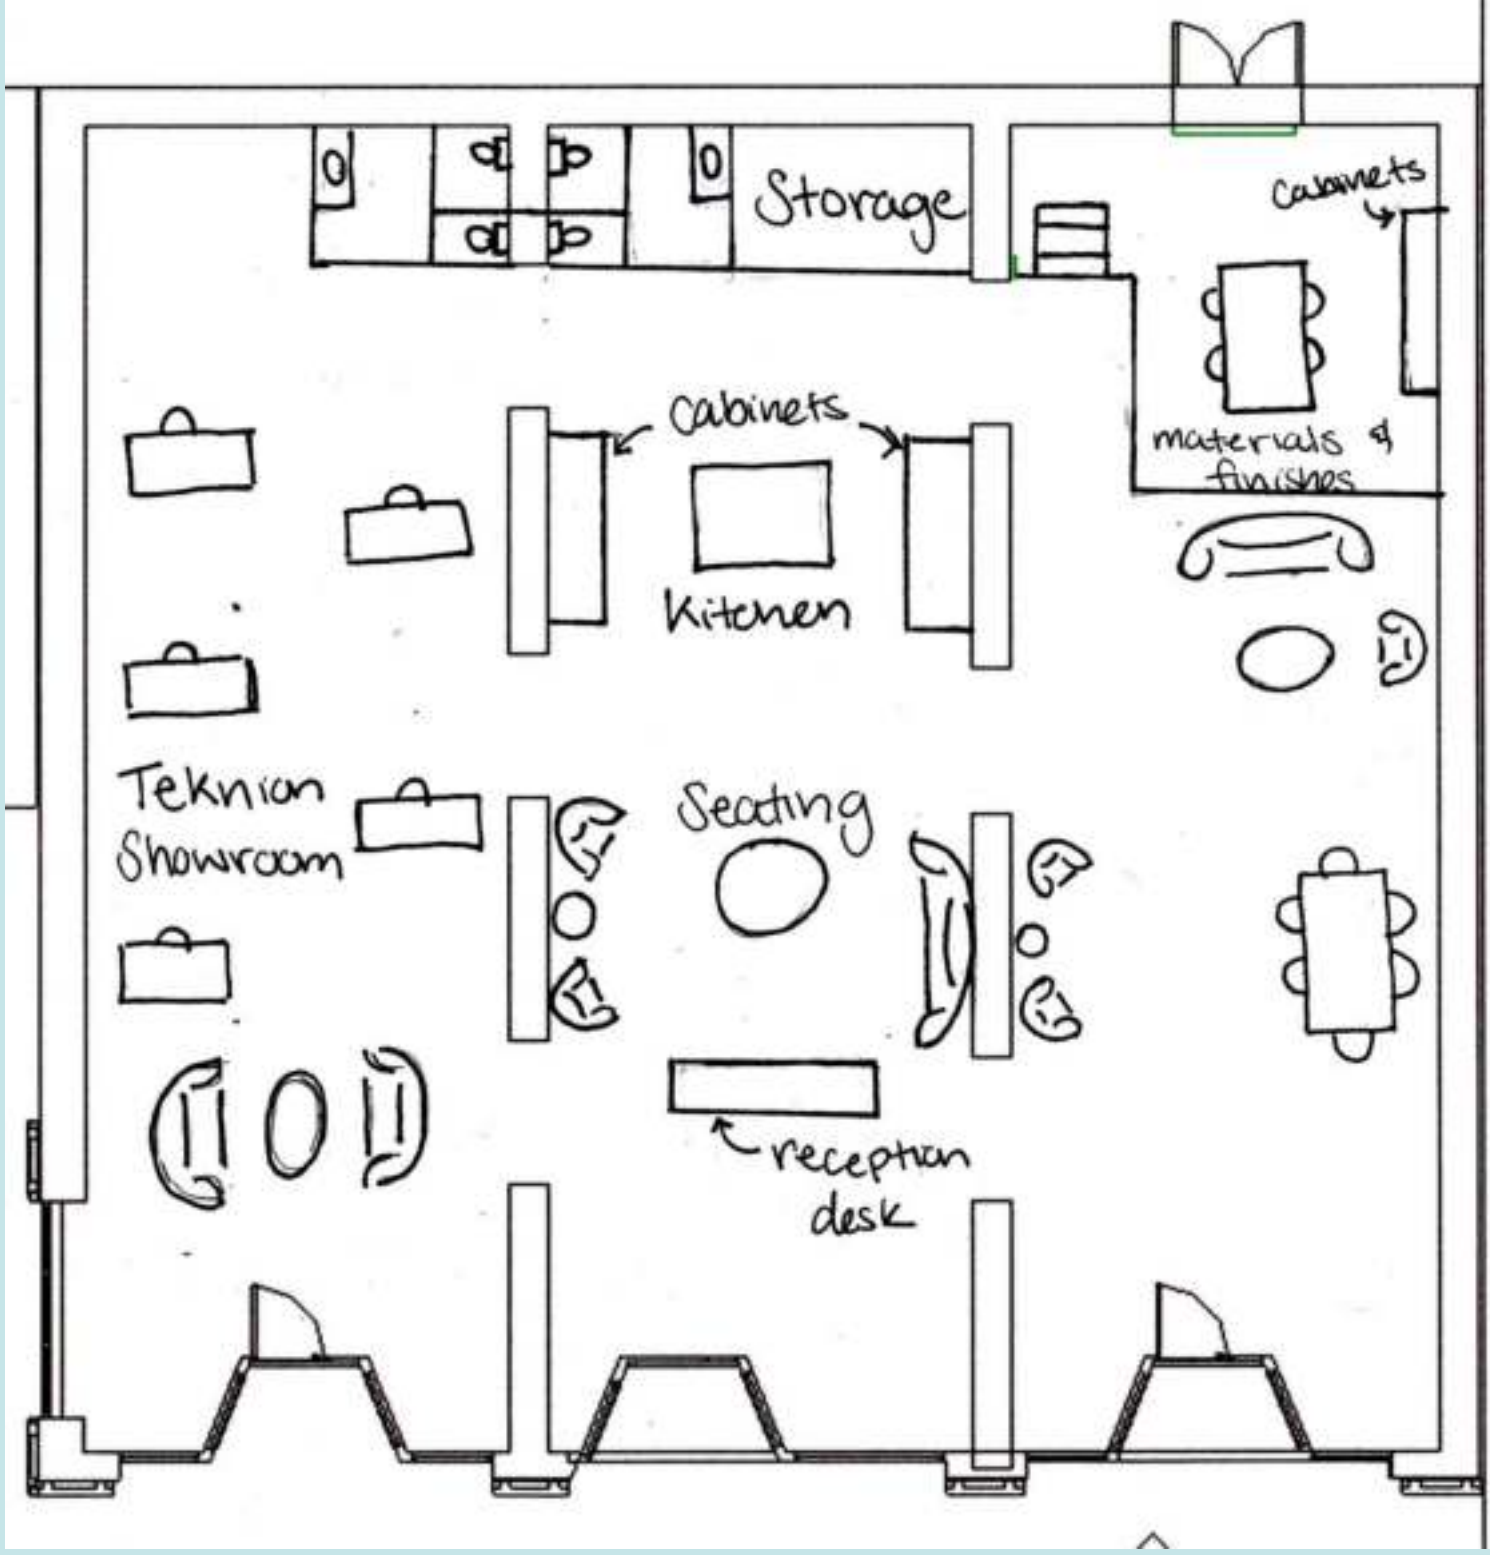 Storage
cabinets
cabinets
materials &
finishes
Kitchen
Teknion
Showroom
Seating
reception
desk